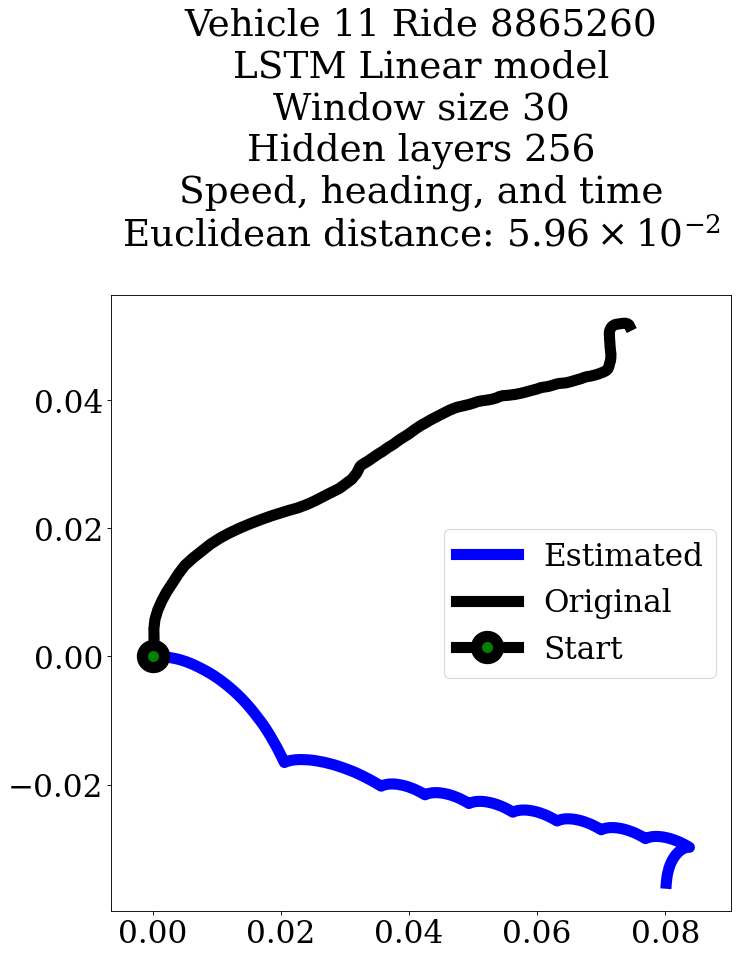 Vehicle 11 Ride 8865260
LSTM Linear model
Window size 30
Hidden layers 256
Speed, heading, and time
Euclidean distance: 5.96 × 10⁻²
0.04
0.02
0.00
−0.02
Estimated
Original
Start
0.00 0.02 0.04 0.06 0.08